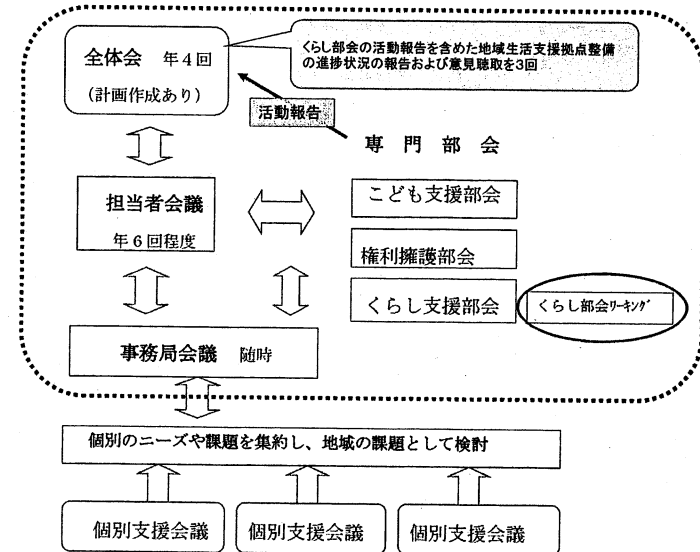 全体会 年４回
(計画作成あり)
くらし部会の活動報告を含めた地域生活支援拠点整備
の進捗状況の報告および意見聴取を3回
活動報告
専門部会
担当者会議
年６回程度
こども支援部会
権利擁護部会
くらし支援部会
くらし部会ﾜｰｷﾝｸﾞ
事務局会議 随時
個別のニーズや課題を集約し、地域の課題として検討
個別支援会議
個別支援会議
個別支援会議